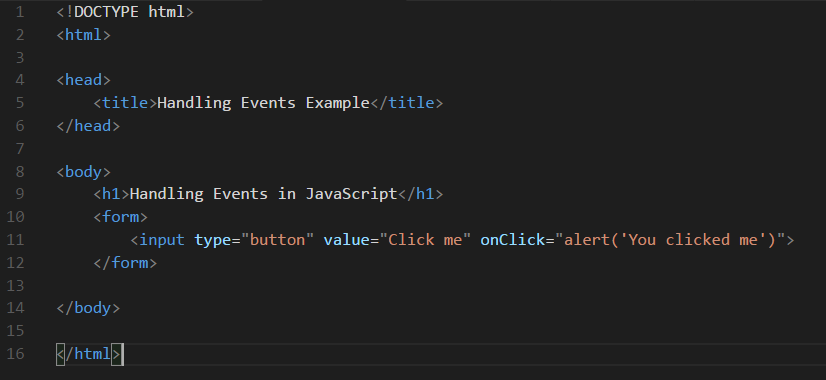 1 <!DOCTYPE html>
2 <html>
3
4 <head>
5     <title>Handling Events Example</title>
6 </head>
7
8 <body>
9     <h1>Handling Events in JavaScript</h1>
10     <form>
11         <input type="button" value="Click me" onClick="alert('You clicked me')">
12     </form>
13
14 </body>
15
16 </html>